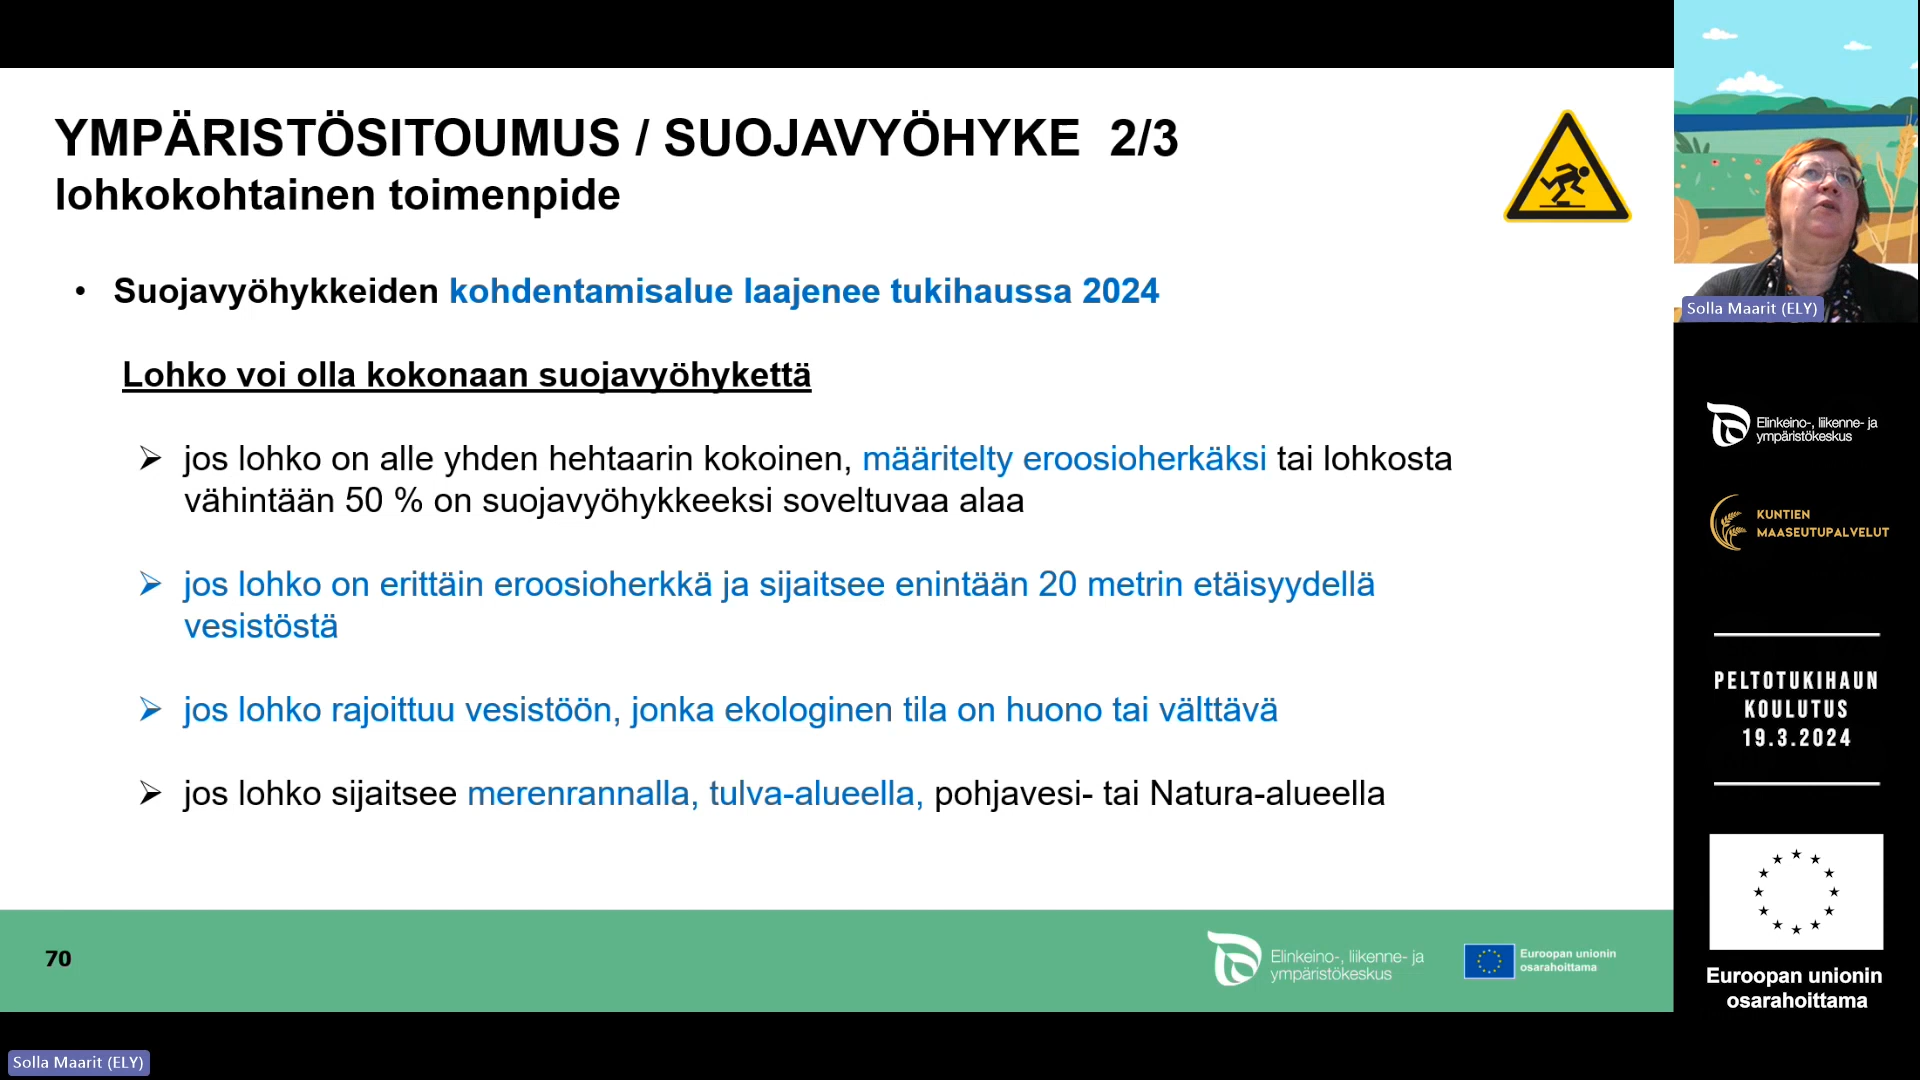 YMPÄRISTÖSITOUMUS / SUOJAVYÖHYKE 2/3
lohkokohtainen toimenpide
• Suojavyöhykkeiden kohdentamisalue laajenee tukihaussa 2024
Lohko voi olla kokonaan suojavyöhykettä
➢ jos lohko on alle yhden hehtaarin kokoinen, määritelty eroosioherkäksi tai lohkosta
vähintään 50 % on suojavyöhykkeeksi soveltuvaa alaa
➢ jos lohko on erittäin eroosioherkkä ja sijaitsee enintään 20 metrin etäisyydellä
vesistöstä
➢ jos lohko rajoittuu vesistöön, jonka ekologinen tila on huono tai välttävä
➢ jos lohko sijaitsee merenrannalla, tulva-alueella, pohjavesi- tai Natura-alueella
70
Elinkeino-, liikenne- ja
ympäristökeskus
Euroopan unionin
osarahoittama
Solla Maarit (ELY)
Elinkeino-, liikenne- ja
ympäristökeskus
KUNTIEN
MAASEUTUPALVELUT
PELTOTUKIHAUN
KOULUTUS
19.3.2024
Euroopan unionin
osarahoittama
Solla Maarit (ELY)